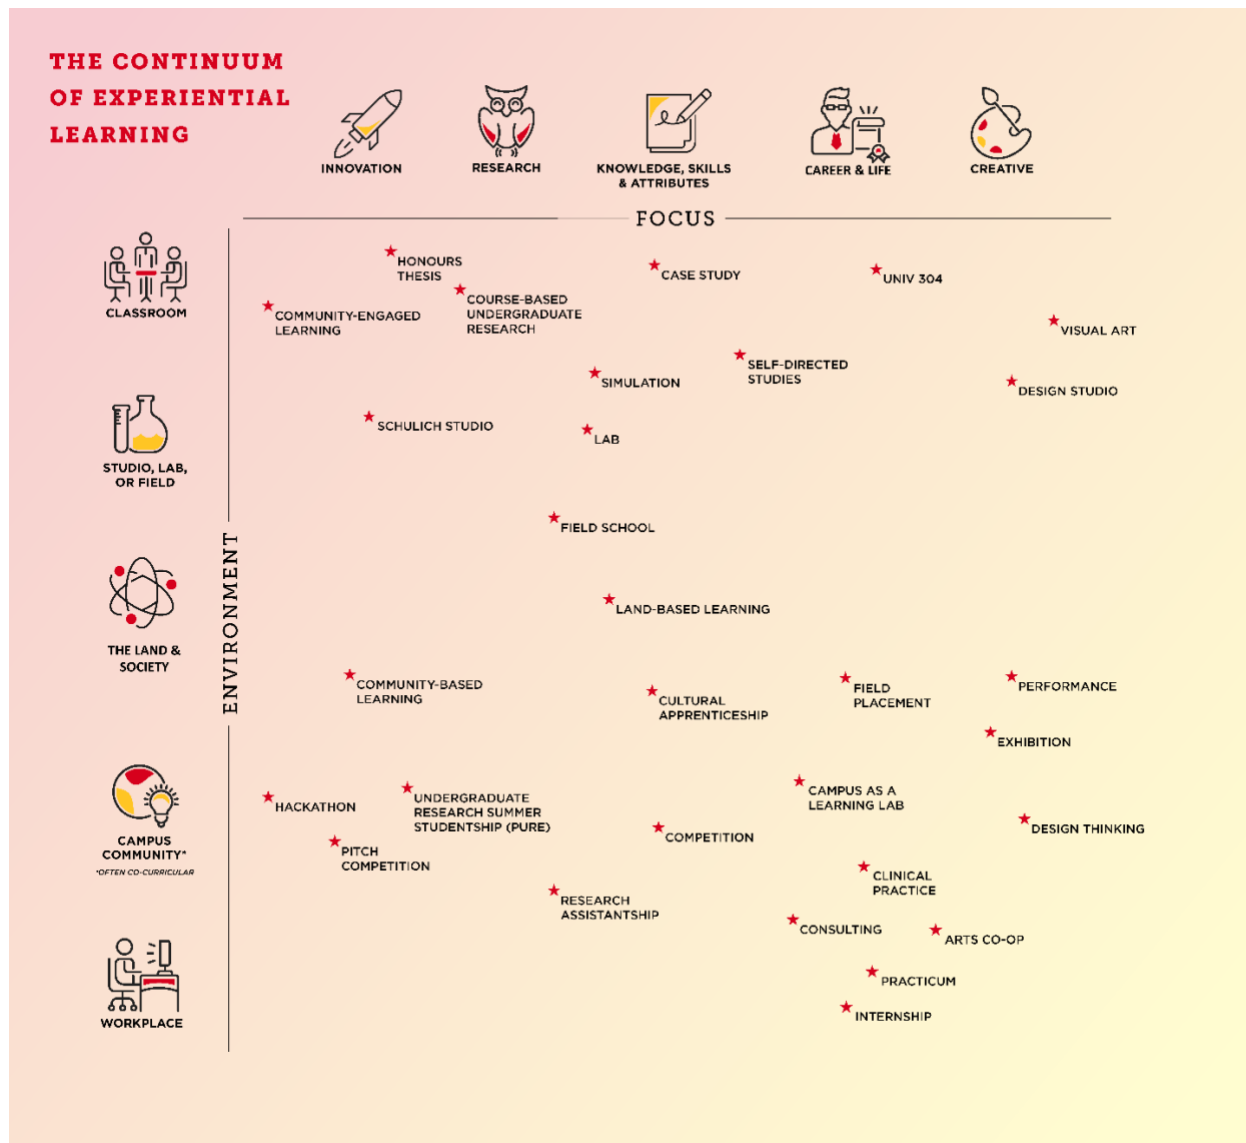 THE CONTINUUM
OF EXPERIENTIAL
LEARNING
INNOVATION
RESEARCH
KNOWLEDGE, SKILLS
& ATTRIBUTES
CAREER & LIFE
CREATIVE
FOCUS
ENVIRONMENT
CLASSROOM
STUDIO, LAB,
OR FIELD
THE LAND &
SOCIETY
CAMPUS
COMMUNITY*
*OFTEN CO-CURRICULAR
WORKPLACE
HONOURS
THESIS
CASE STUDY
UNIV 304
COURSE-BASED
UNDERGRADUATE
RESEARCH
COMMUNITY-ENGAGED
LEARNING
VISUAL ART
SELF-DIRECTED
STUDIES
SIMULATION
DESIGN STUDIO
SCHULICH STUDIO
LAB
FIELD SCHOOL
LAND-BASED LEARNING
COMMUNITY-BASED
LEARNING
CULTURAL
APPRENTICESHIP
FIELD
PLACEMENT
PERFORMANCE
EXHIBITION
HACKATHON
UNDERGRADUATE
RESEARCH SUMMER
STUDENTSHIP (PURE)
CAMPUS AS A
LEARNING LAB
PITCH
COMPETITION
COMPETITION
DESIGN THINKING
CLINICAL
PRACTICE
RESEARCH
ASSISTANTSHIP
CONSULTING
ARTS CO-OP
PRACTICUM
INTERNSHIP